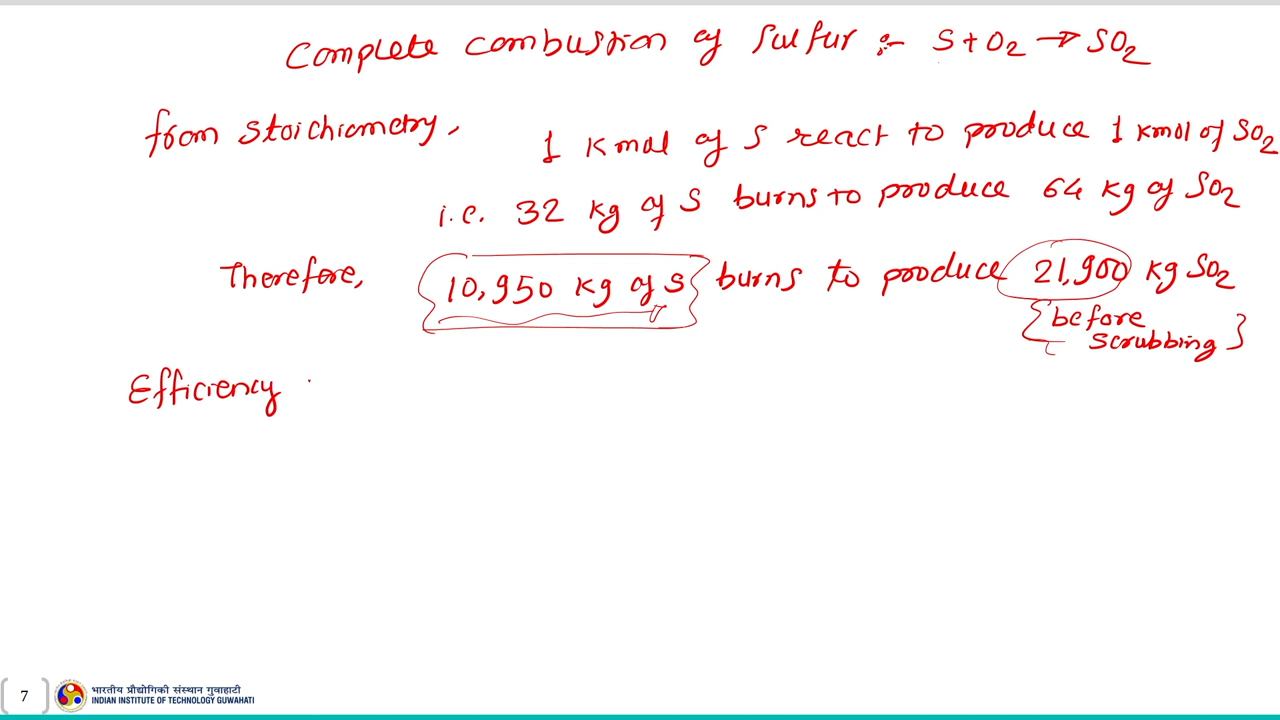 Complete combustion of Sulfur :- S + O2 → SO2
from stoichiometry, 1 Kmol of S react to produce 1 kmol of SO2
i.e. 32 kg of S burns to produce 64 kg of SO2
Therefore, 10,950 kg of S burns to produce 21,900 kg SO2
{before scrubbing}
Efficiency
7
भारतीय प्रौद्योगिकी संस्थान गुवाहाटी
INDIAN INSTITUTE OF TECHNOLOGY GUWAHATI